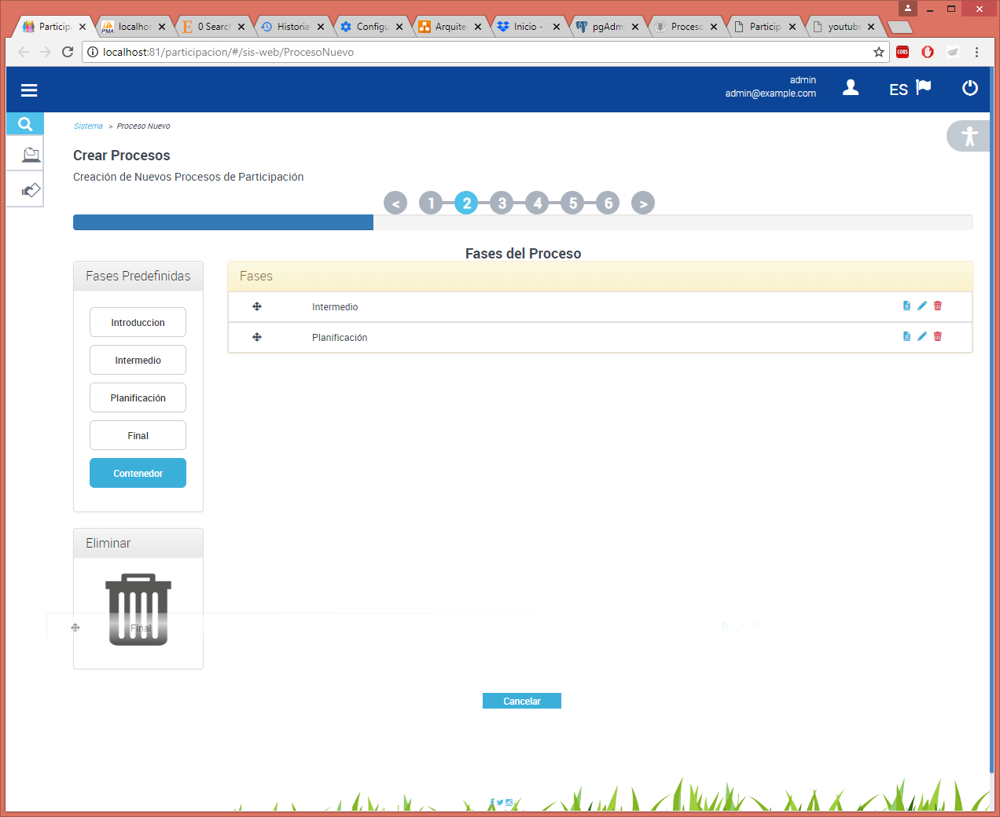 Particip
localhos
0 Search
Historia
Configu
Arquite
Inicio -
pgAdm
Proceso
Particip
youtube
localhost:81/participacion/#/sis-web/ProcesoNuevo
CORS
admin
admin@example.com
ES
Sistema > Proceso Nuevo
Crear Procesos
Creación de Nuevos Procesos de Participación
< 1 2 3 4 5 6 >
Fases del Proceso
Fases Predefinidas
Introduccion
Intermedio
Planificación
Final
Contenedor
Fases
Intermedio
Planificación
Eliminar
Final
Cancelar